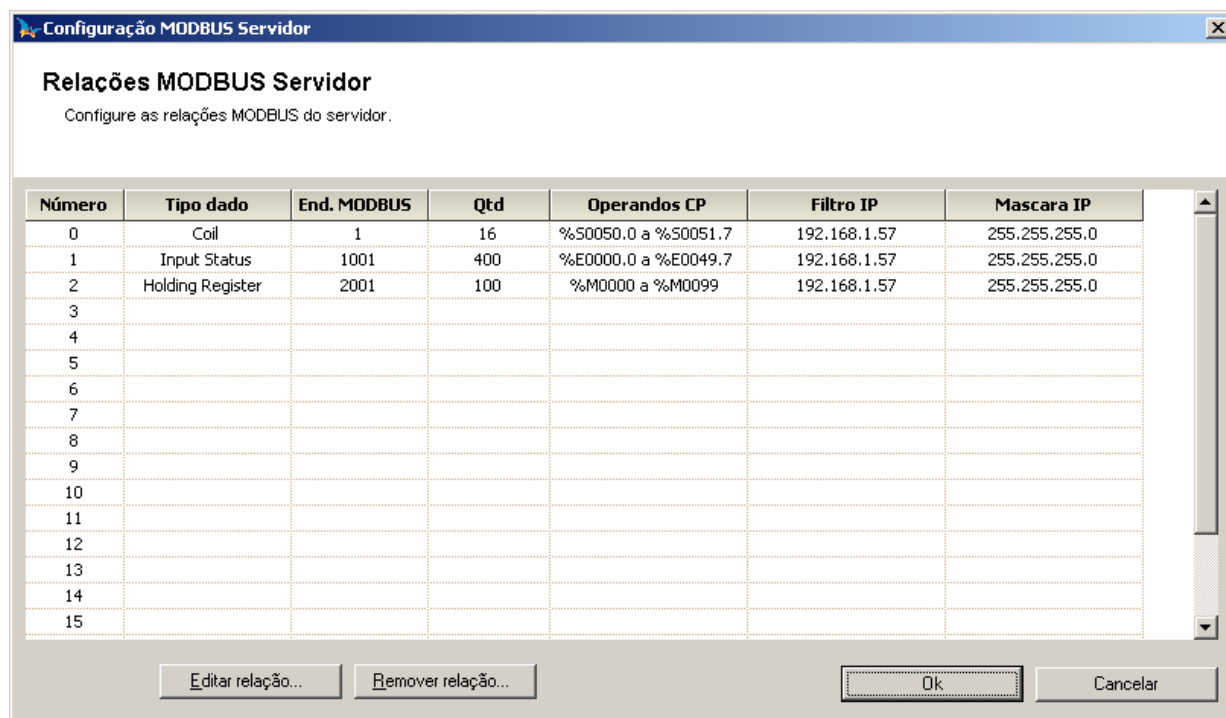 Configuração MODBUS Servidor
Relações MODBUS Servidor
Configure as relações MODBUS do servidor.
Número Tipo dado End. MODBUS Qtd Operandos CP Filtro IP Mascara IP
0 Coil 1 16 %S0050.0 a %S0051.7 192.168.1.57 255.255.255.0
1 Input Status 1001 400 %E0000.0 a %E0049.7 192.168.1.57 255.255.255.0
2 Holding Register 2001 100 %M0000 a %M0099 192.168.1.57 255.255.255.0
3
4
5
6
7
8
9
10
11
12
13
14
15
Editar relação... Remover relação... Ok Cancelar